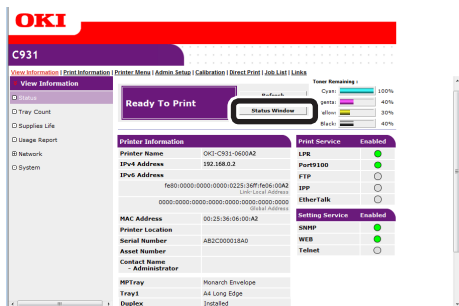 OKI
C931
View Information | Print Information | Printer Menu | Admin Setup | Calibration | Direct Print | Job List | Links
View Information
Status
Tray Count
Supplies Life
Usage Report
Network
System
Ready To Print
Status Window
Toner Remaining :
Cyan: 100%
genta: 40%
ellow: 30%
Black: 40%
Printer Information
Printer Name OKI-C931-0600A2
IPv4 Address 192.168.0.2
IPv6 Address
fe80:0000:0000:0000:0225:36ff:fe06:00A2
Link-Local Address
0000:0000:0000:0000:0000:0000:0000:0000
Global Address
MAC Address 00:25:36:06:00:A2
Printer Location
Serial Number AB2C000018A0
Asset Number
Contact Name
- Administrator
MPTray Monarch Envelope
Tray1 A4 Long Edge
Duplex Installed
Print Service Enabled
LPR
Port9100
FTP
IPP
EtherTalk
Setting Service Enabled
SNMP
WEB
Telnet